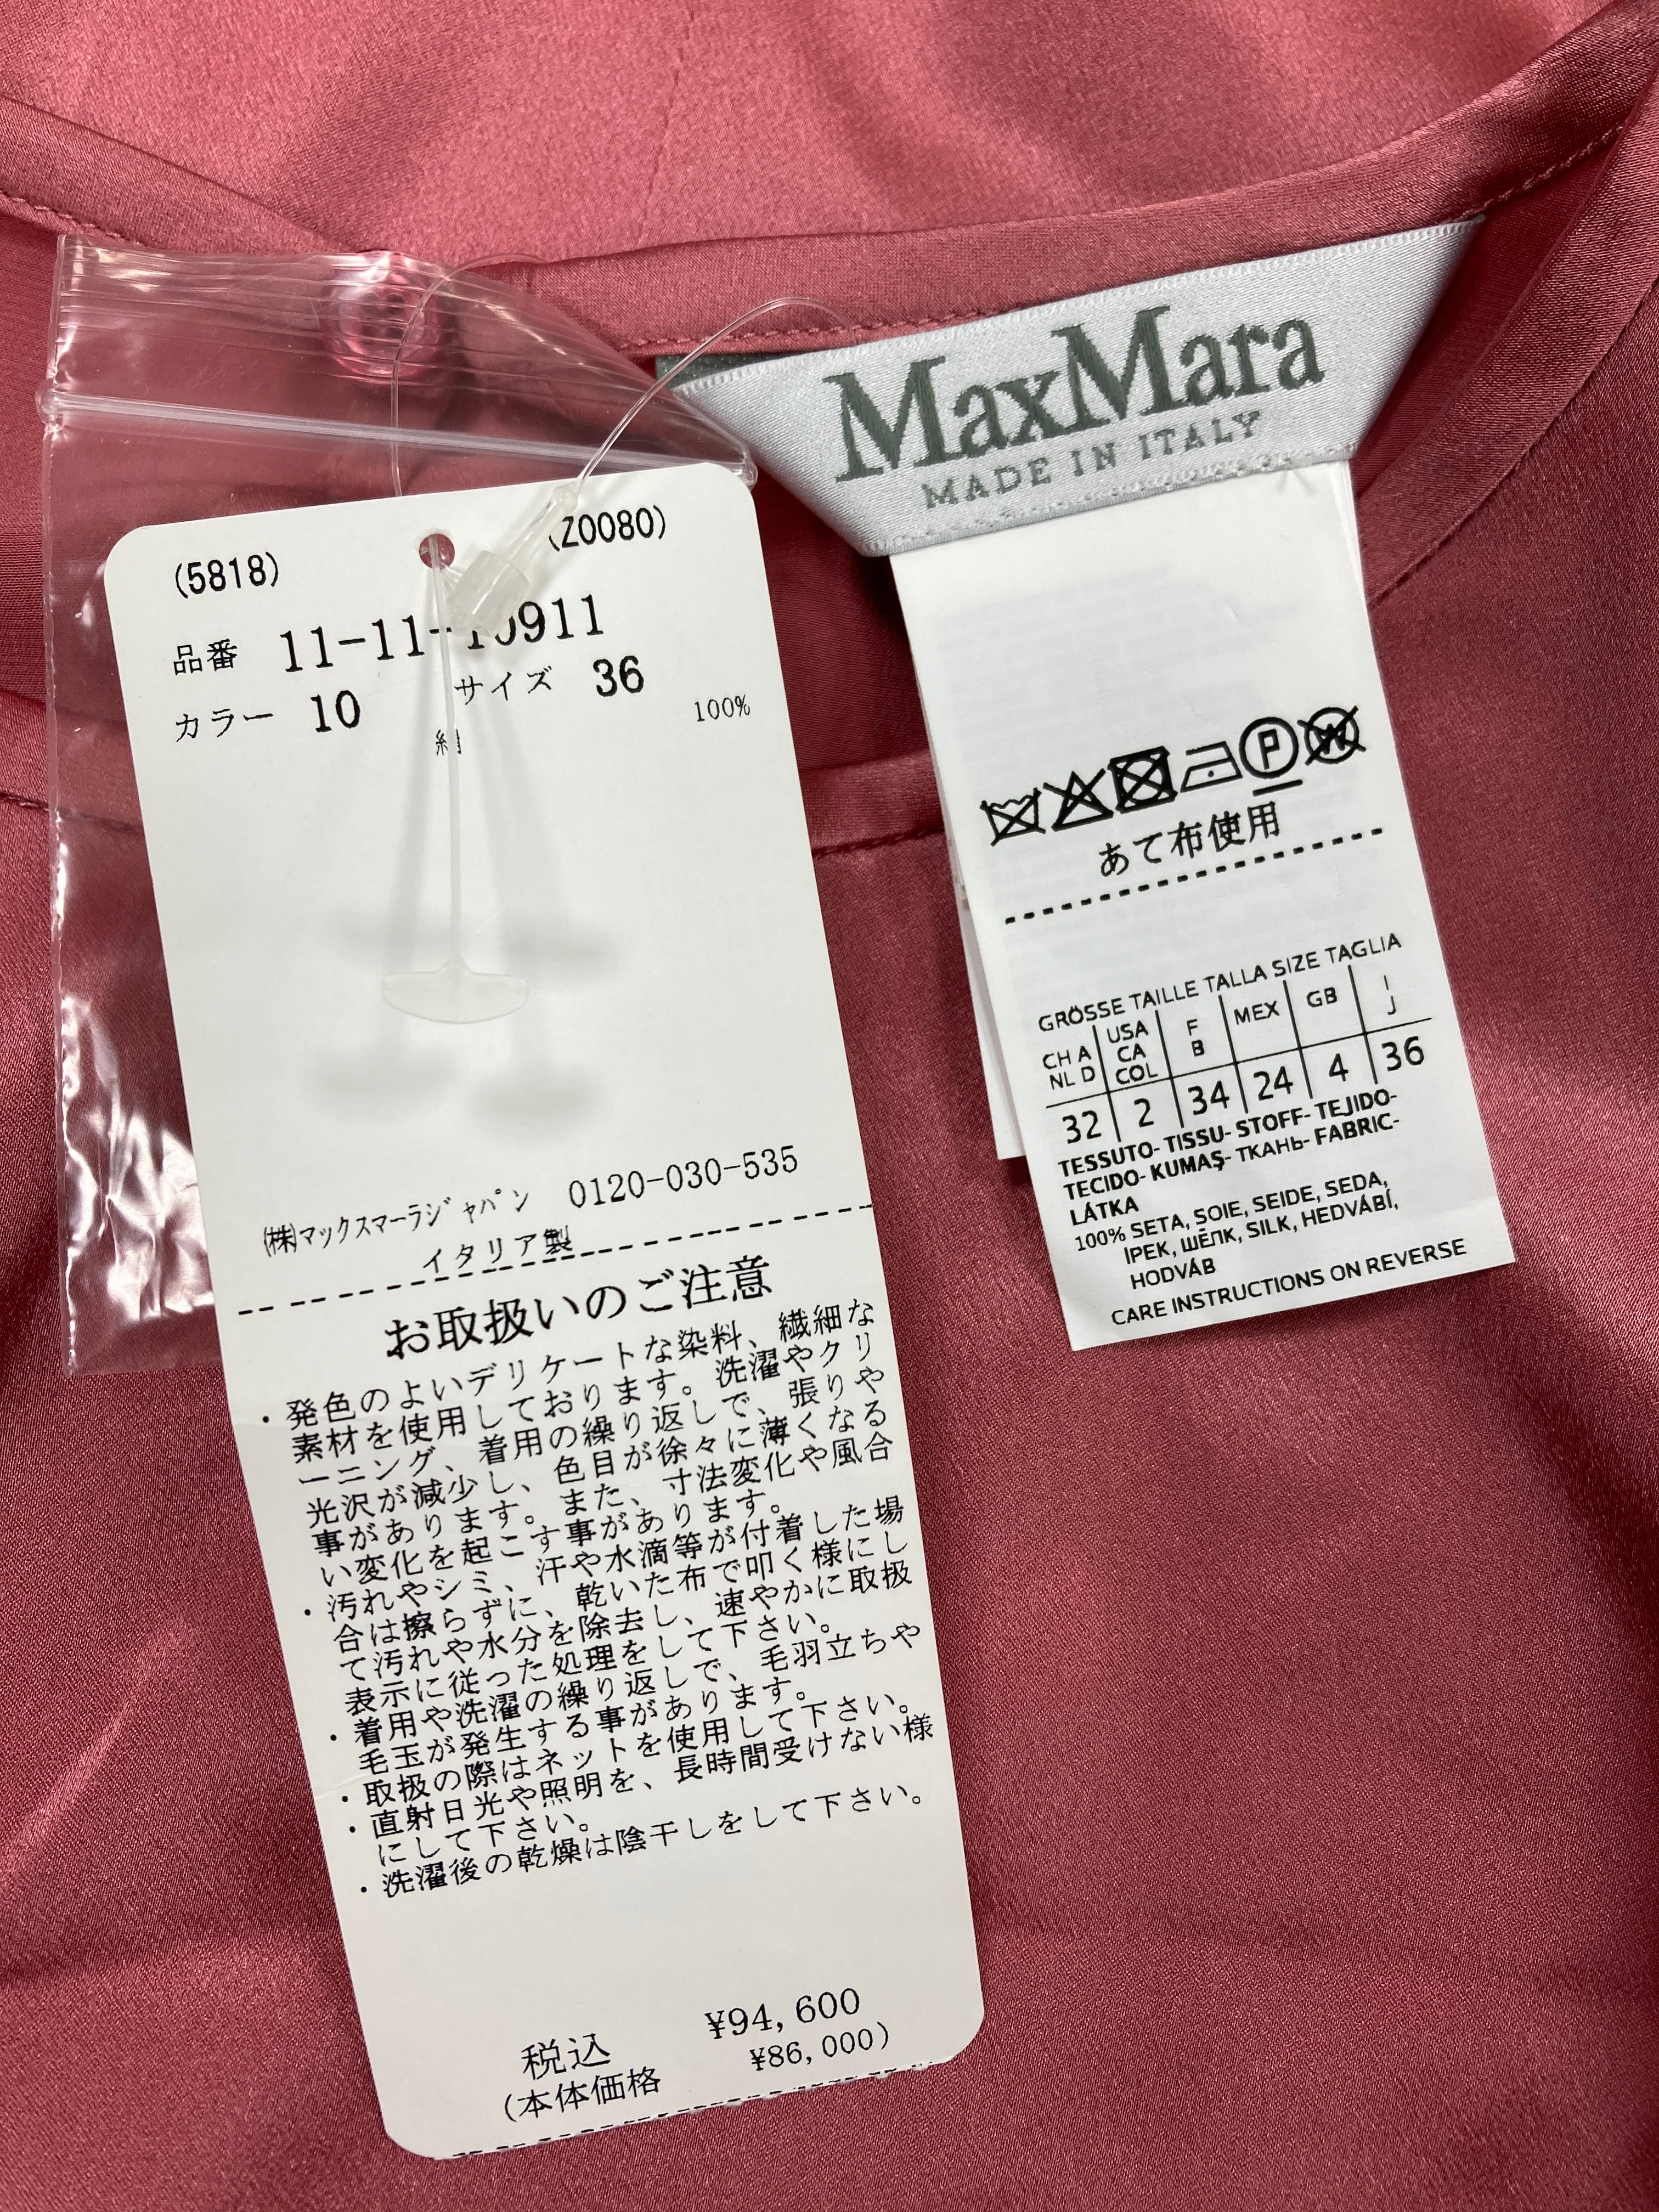 MaxMara
MADE IN ITALY
(5818)
(Z0080)
品番 11-11-10911
カラー 10 サイズ 36
絹 100%
(株)マックスマーラジャパン 0120-030-535
イタリア製
お取扱いのご注意
・発色のよいデリケートな染料、繊細な
素材を使用しております。洗濯やクリ
ーニング、着用の繰り返しで、張りや
光沢が減少し、色目が徐々に薄くなる
事があります。また、寸法変化や風合
い変化を起こす事があります。
・汚れやシミ、汗や水滴等が付着した場
合は擦らずに、乾いた布で叩く様にし
て汚れや水分を除去し、速やかに取扱
表示に従った処理をして下さい。
・着用や洗濯の繰り返しで、毛羽立ちや
毛玉が発生する事があります。
・取扱の際はネットを使用して下さい。
・直射日光や照明を、長時間受けない様
にして下さい。
・洗濯後の乾燥は陰干しをして下さい。
税込 ¥94,600
(本体価格 ¥86,000)
P
W
あて布使用
GRÖSSE TAILLE TALLA SIZE TAGLIA
CH A NL D
USA CA COL
F B
MEX
GB
I J
32 2 34 24 4 36
TESSUTO- TISSU- STOFF- TEJIDO-
TECIDO- KUMAŞ- ТКАНЬ- FABRIC-
LÁTKA
100% SETA, SOIE, SEIDE, SEDA,
IPEK, ШЁЛК, SILK, HEDVÁBÍ,
HODVÁB
CARE INSTRUCTIONS ON REVERSE